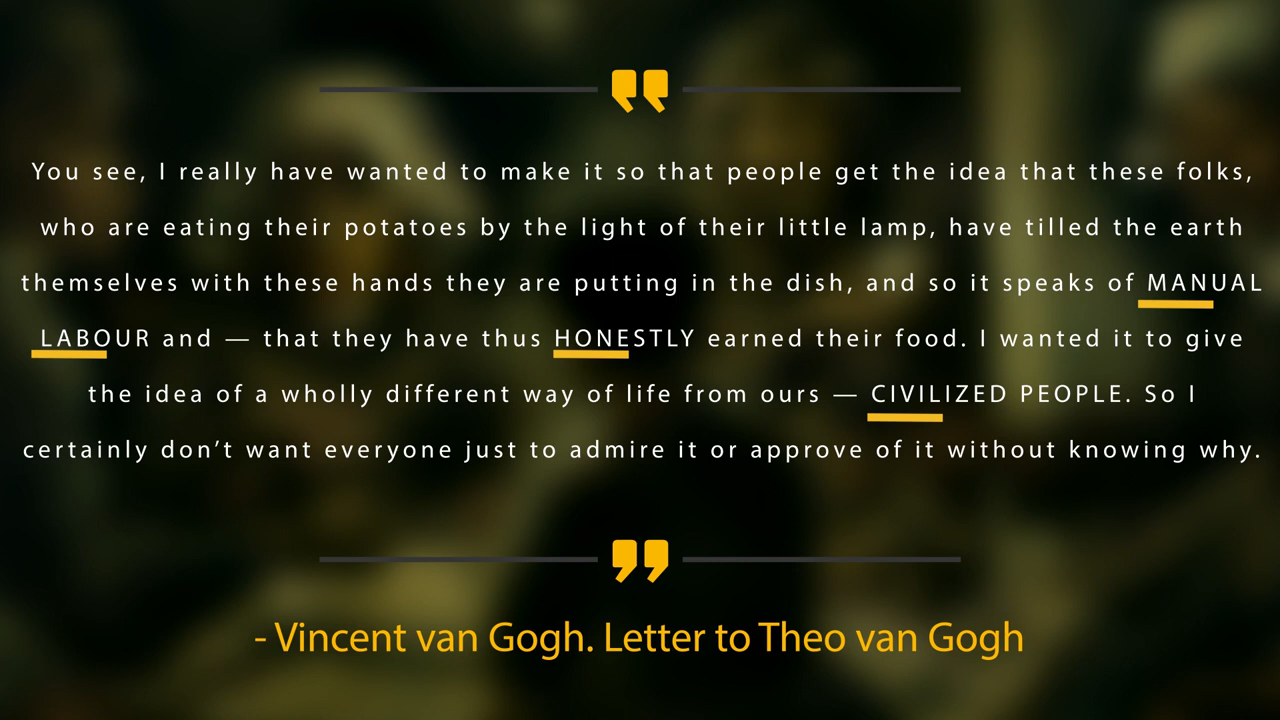 You see, I really have wanted to make it so that people get the idea that these folks,
who are eating their potatoes by the light of their little lamp, have tilled the earth
themselves with these hands they are putting in the dish, and so it speaks of MANUAL
LABOUR and — that they have thus HONESTLY earned their food. I wanted it to give
the idea of a wholly different way of life from ours — CIVILIZED PEOPLE. So I
certainly don’t want everyone just to admire it or approve of it without knowing why.
- Vincent van Gogh. Letter to Theo van Gogh